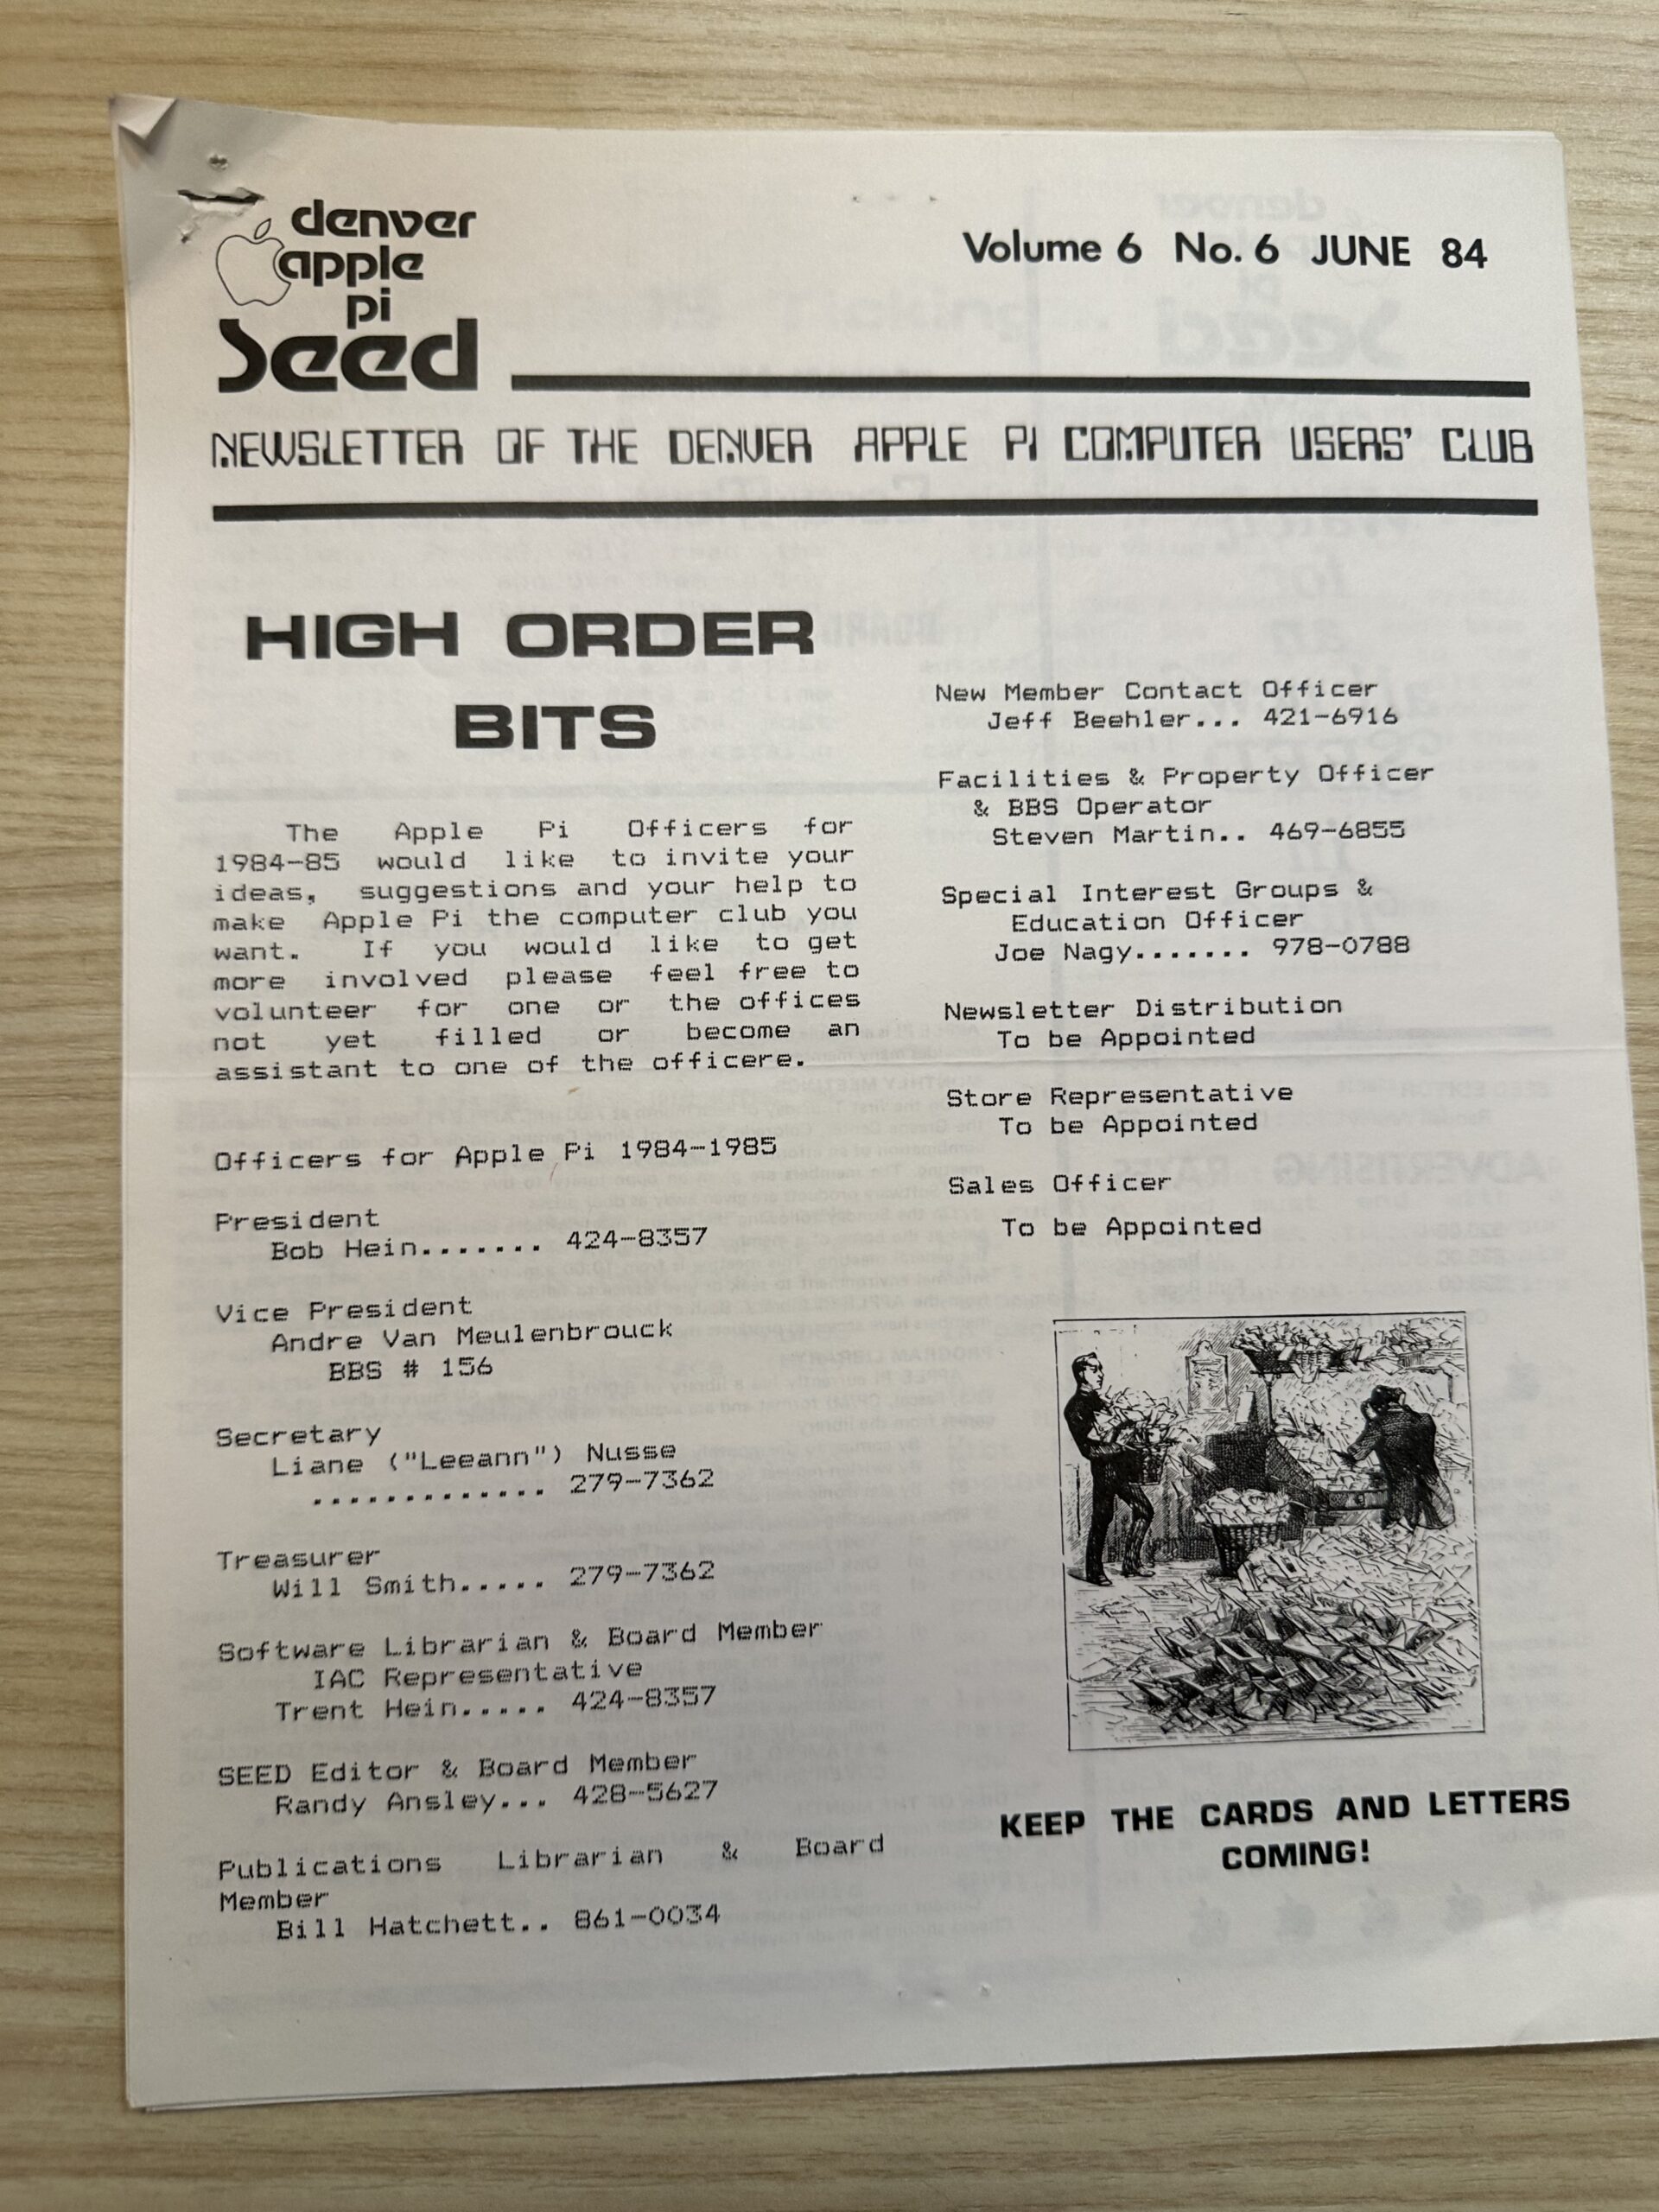 denver
apple
pi
Seed
Volume 6 No. 6 JUNE 84
NEWSLETTER OF THE DENVER APPLE PI COMPUTER USERS' CLUB
HIGH ORDER
BITS
The Apple Pi Officers for
1984-85 would like to invite your
ideas, suggestions and your help to
make Apple Pi the computer club you
want. If you would like to get
more involved please feel free to
volunteer for one or the offices
not yet filled or become an
assistant to one of the officere.
Officers for Apple Pi 1984-1985
President
Bob Hein....... 424-8357
Vice President
Andre Van Meulenbrouck
BBS # 156
Secretary
Liane ("Leeann") Nusse
............. 279-7362
Treasurer
Will Smith..... 279-7362
Software Librarian & Board Member
IAC Representative
Trent Hein..... 424-8357
SEED Editor & Board Member
Randy Ansley... 428-5627
Publications Librarian & Board
Member
Bill Hatchett.. 861-0034
New Member Contact Officer
Jeff Beehler... 421-6916
Facilities & Property Officer
& BBS Operator
Steven Martin.. 469-6855
Special Interest Groups &
Education Officer
Joe Nagy....... 978-0788
Newsletter Distribution
To be Appointed
Store Representative
To be Appointed
Sales Officer
To be Appointed
KEEP THE CARDS AND LETTERS
COMING!